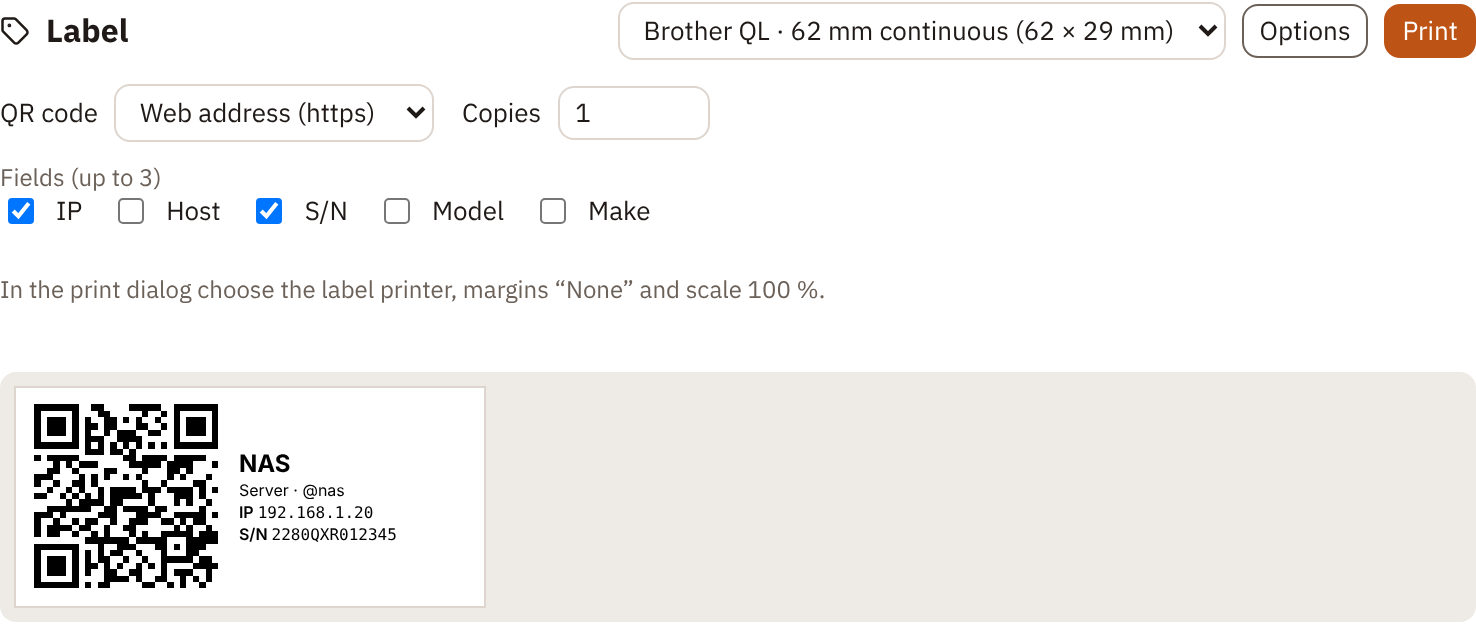 Label
Brother QL · 62 mm continuous (62 × 29 mm)
Options
Print
QR code
Web address (https)
Copies
1
Fields (up to 3)
IP
Host
S/N
Model
Make
In the print dialog choose the label printer, margins “None” and scale 100 %.
NAS
Server · @nas
IP 192.168.1.20
S/N 2280QXR012345